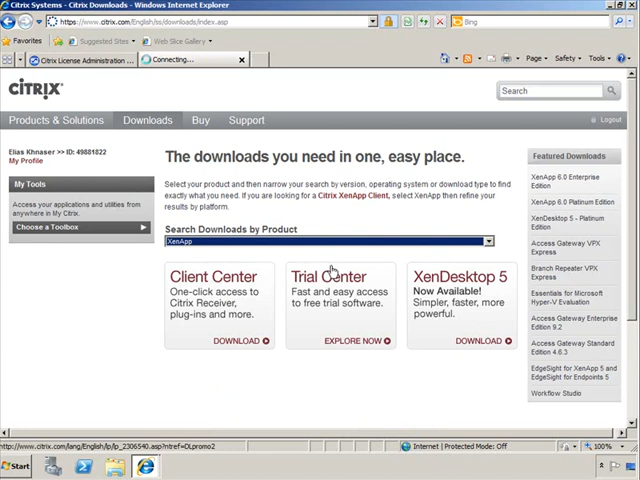 Citrix Systems - Citrix Downloads - Windows Internet Explorer
https://www.citrix.com/English/ss/downloads/index.asp
Bing
Favorites
Suggested Sites
Web Slice Gallery
Citrix License Administration ...
Connecting...
Page
Safety
Tools
CITRIX
Search
Products & Solutions
Downloads
Buy
Support
Logout
Elias Khnaser >> ID: 49881822
My Profile
My Tools
Access your applications and utilities from
anywhere in My Citrix.
Choose a Toolbox
The downloads you need in one, easy place.
Select your product and then narrow your search by version, operating system or download type to find
exactly what you need. If you are looking for a Citrix XenApp Client, select XenApp then refine your
results by platform.
Search Downloads by Product
XenApp
Client Center
One-click access to
Citrix Receiver,
plug-ins and more.
DOWNLOAD
Trial Center
Fast and easy access
to free trial software.
EXPLORE NOW
XenDesktop 5
Now Available!
Simpler, faster, more
powerful.
DOWNLOAD
Featured Downloads
XenApp 6.0 Enterprise
Edition
XenApp 6.0 Platinum Edition
XenDesktop 5 - Platinum
Edition
Access Gateway VPX
Express
Branch Repeater VPX
Express
Essentials for Microsoft
Hyper-V Evaluation
Access Gateway Enterprise
Edition 9.2
Access Gateway Standard
Edition 4.6.3
EdgeSight for XenApp 5 and
EdgeSight for Endpoints 5
Workflow Studio
http://www.citrix.com/lang/English/lp/lp_2306540.asp?ntref=DLpromo2
Internet | Protected Mode: Off
100%
Start